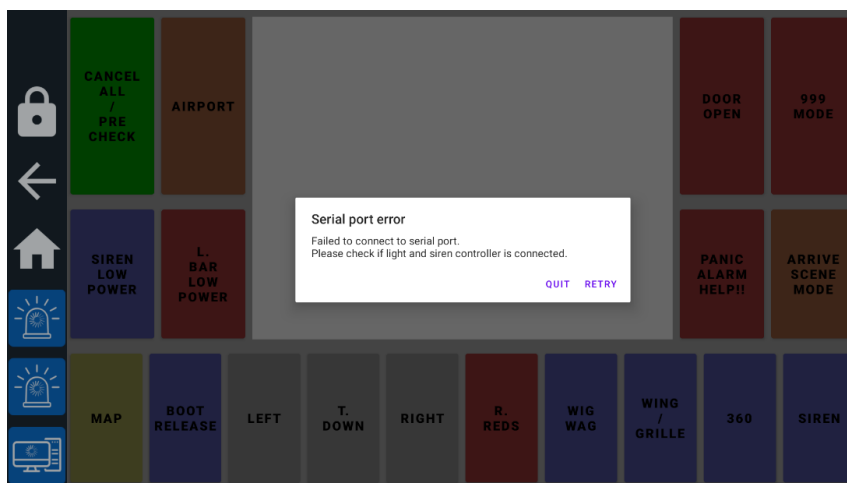 CANCEL
ALL
/
PRE
CHECK
AIRPORT
DOOR
OPEN
999
MODE
Serial port error
Failed to connect to serial port.
Please check if light and siren controller is connected.
QUIT RETRY
SIREN
LOW
POWER
L.
BAR
LOW
POWER
PANIC
ALARM
HELP!!
ARRIVE
SCENE
MODE
MAP
BOOT
RELEASE
LEFT
T.
DOWN
RIGHT
R.
REDS
WIG
WAG
WING
/
GRILLE
360
SIREN